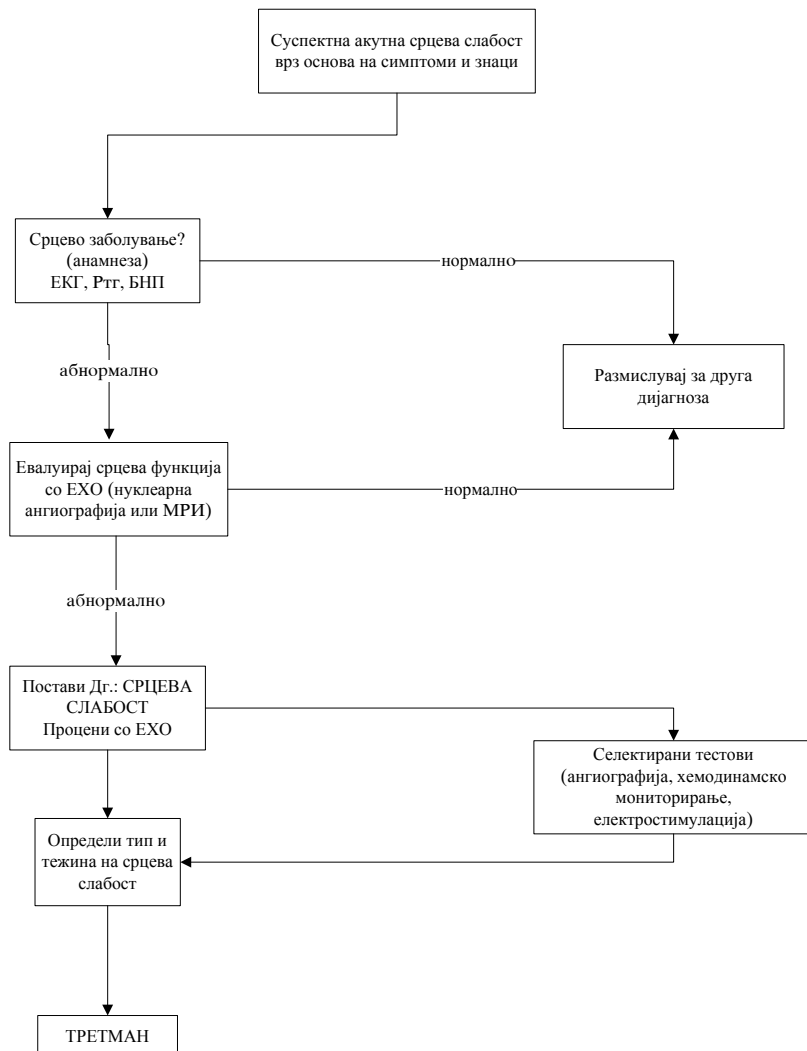 Суспектна акутна срцева слабост
врз основа на симптоми и знаци
Срцево заболување?
(анамнеза)
ЕКГ, Ртг, БНП
нормално
абнормално
Размислувај за друга
дијагноза
Евалуирај срцева функција
со ЕХО (нуклеарна
ангиографија или МРИ)
нормално
абнормално
Постави Дг.: СРЦЕВА
СЛАБОСТ
Процени со ЕХО
Селектирани тестови
(ангиографија, хемодинамско
мониторирање,
електростимулација)
Определи тип и
тежина на срцева
слабост
ТРЕТМАН